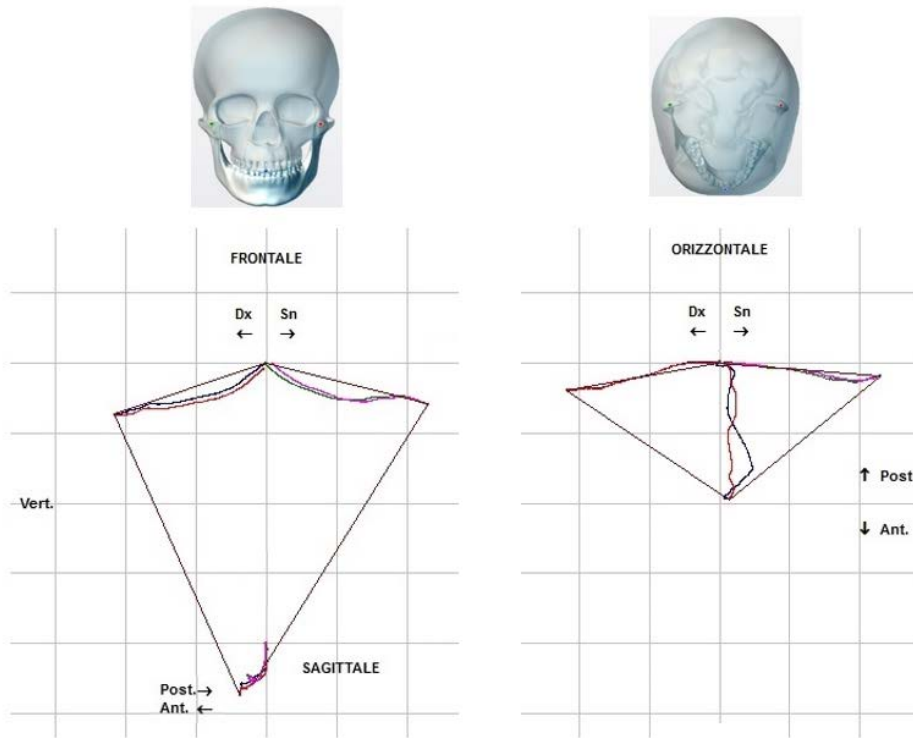 FRONTALE
Dx Sn
← →
Vert.
SAGITTALE
Post.→
Ant. ←
ORIZZONTALE
Dx Sn
← →
↑ Post
↓ Ant.